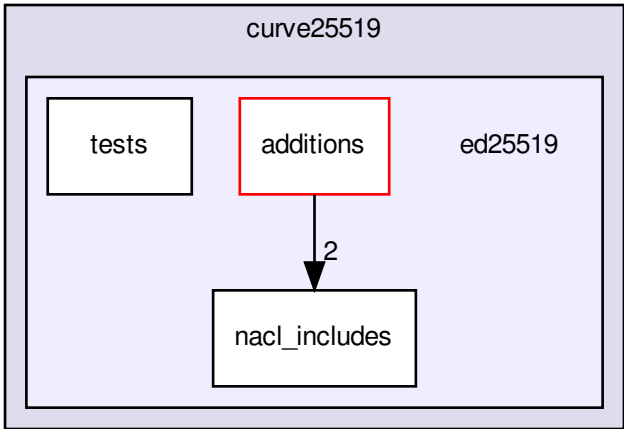 curve25519
tests
additions
ed25519
2
nacl_includes